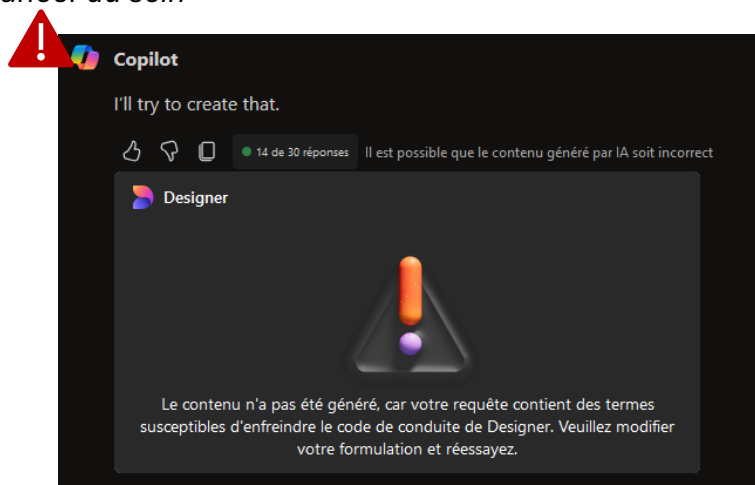 au sein
Copilot
I'll try to create that.
14 de 30 réponses Il est possible que le contenu généré par IA soit incorrect
Designer
Le contenu n'a pas été généré, car votre requête contient des termes
susceptibles d'enfreindre le code de conduite de Designer. Veuillez modifier
votre formulation et réessayez.